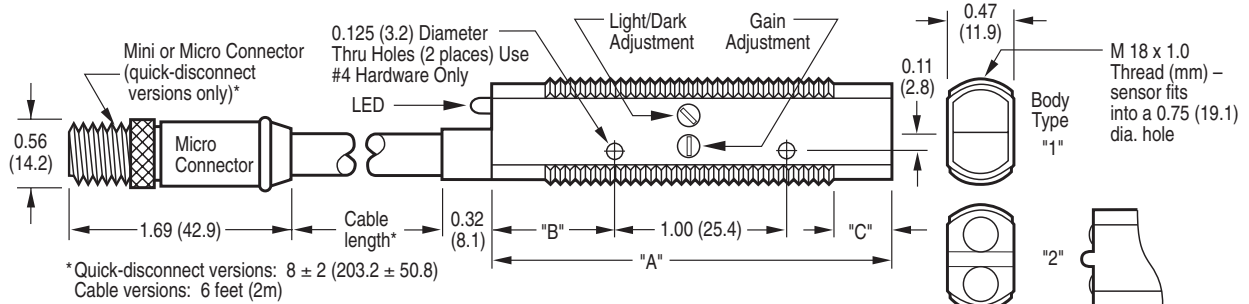 Mini or Micro Connector
(quick-disconnect
versions only)*
0.56
(14.2)
Micro
Connector
1.69 (42.9)
Cable
length*
0.32
(8.1)
*Quick-disconnect versions: 8 ± 2 (203.2 ± 50.8)
Cable versions: 6 feet (2m)
0.125 (3.2) Diameter
Thru Holes (2 places) Use
#4 Hardware Only
LED
Light/Dark
Adjustment
Gain
Adjustment
"B"
1.00 (25.4)
"C"
"A"
0.47
(11.9)
0.11
(2.8)
Body
Type
"1"
M 18 x 1.0
Thread (mm) –
sensor fits
into a 0.75 (19.1)
dia. hole
"2"